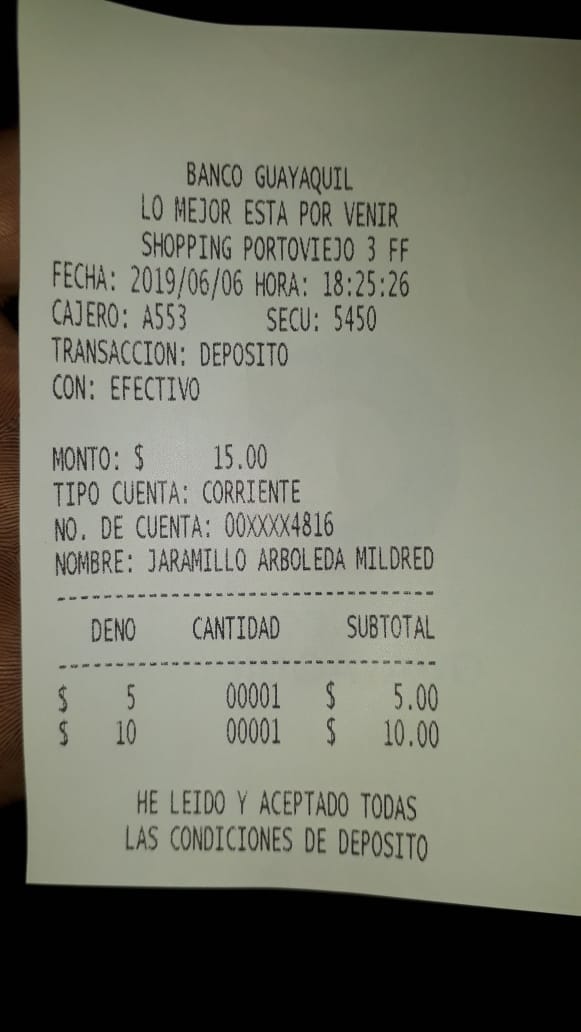 BANCO GUAYAQUIL
LO MEJOR ESTA POR VENIR
SHOPPING PORTOVIEJO 3 FF
FECHA: 2019/06/06 HORA: 18:25:26
CAJERO: A553 SECU: 5450
TRANSACCION: DEPOSITO
CON: EFECTIVO
MONTO: $ 15.00
TIPO CUENTA: CORRIENTE
NO. DE CUENTA: 00XXXX4816
NOMBRE: JARAMILLO ARBOLEDA MILDRED
----------------------------------
DENO CANTIDAD SUBTOTAL
----------------------------------
$ 5 00001 $ 5.00
$ 10 00001 $ 10.00
HE LEIDO Y ACEPTADO TODAS
LAS CONDICIONES DE DEPOSITO